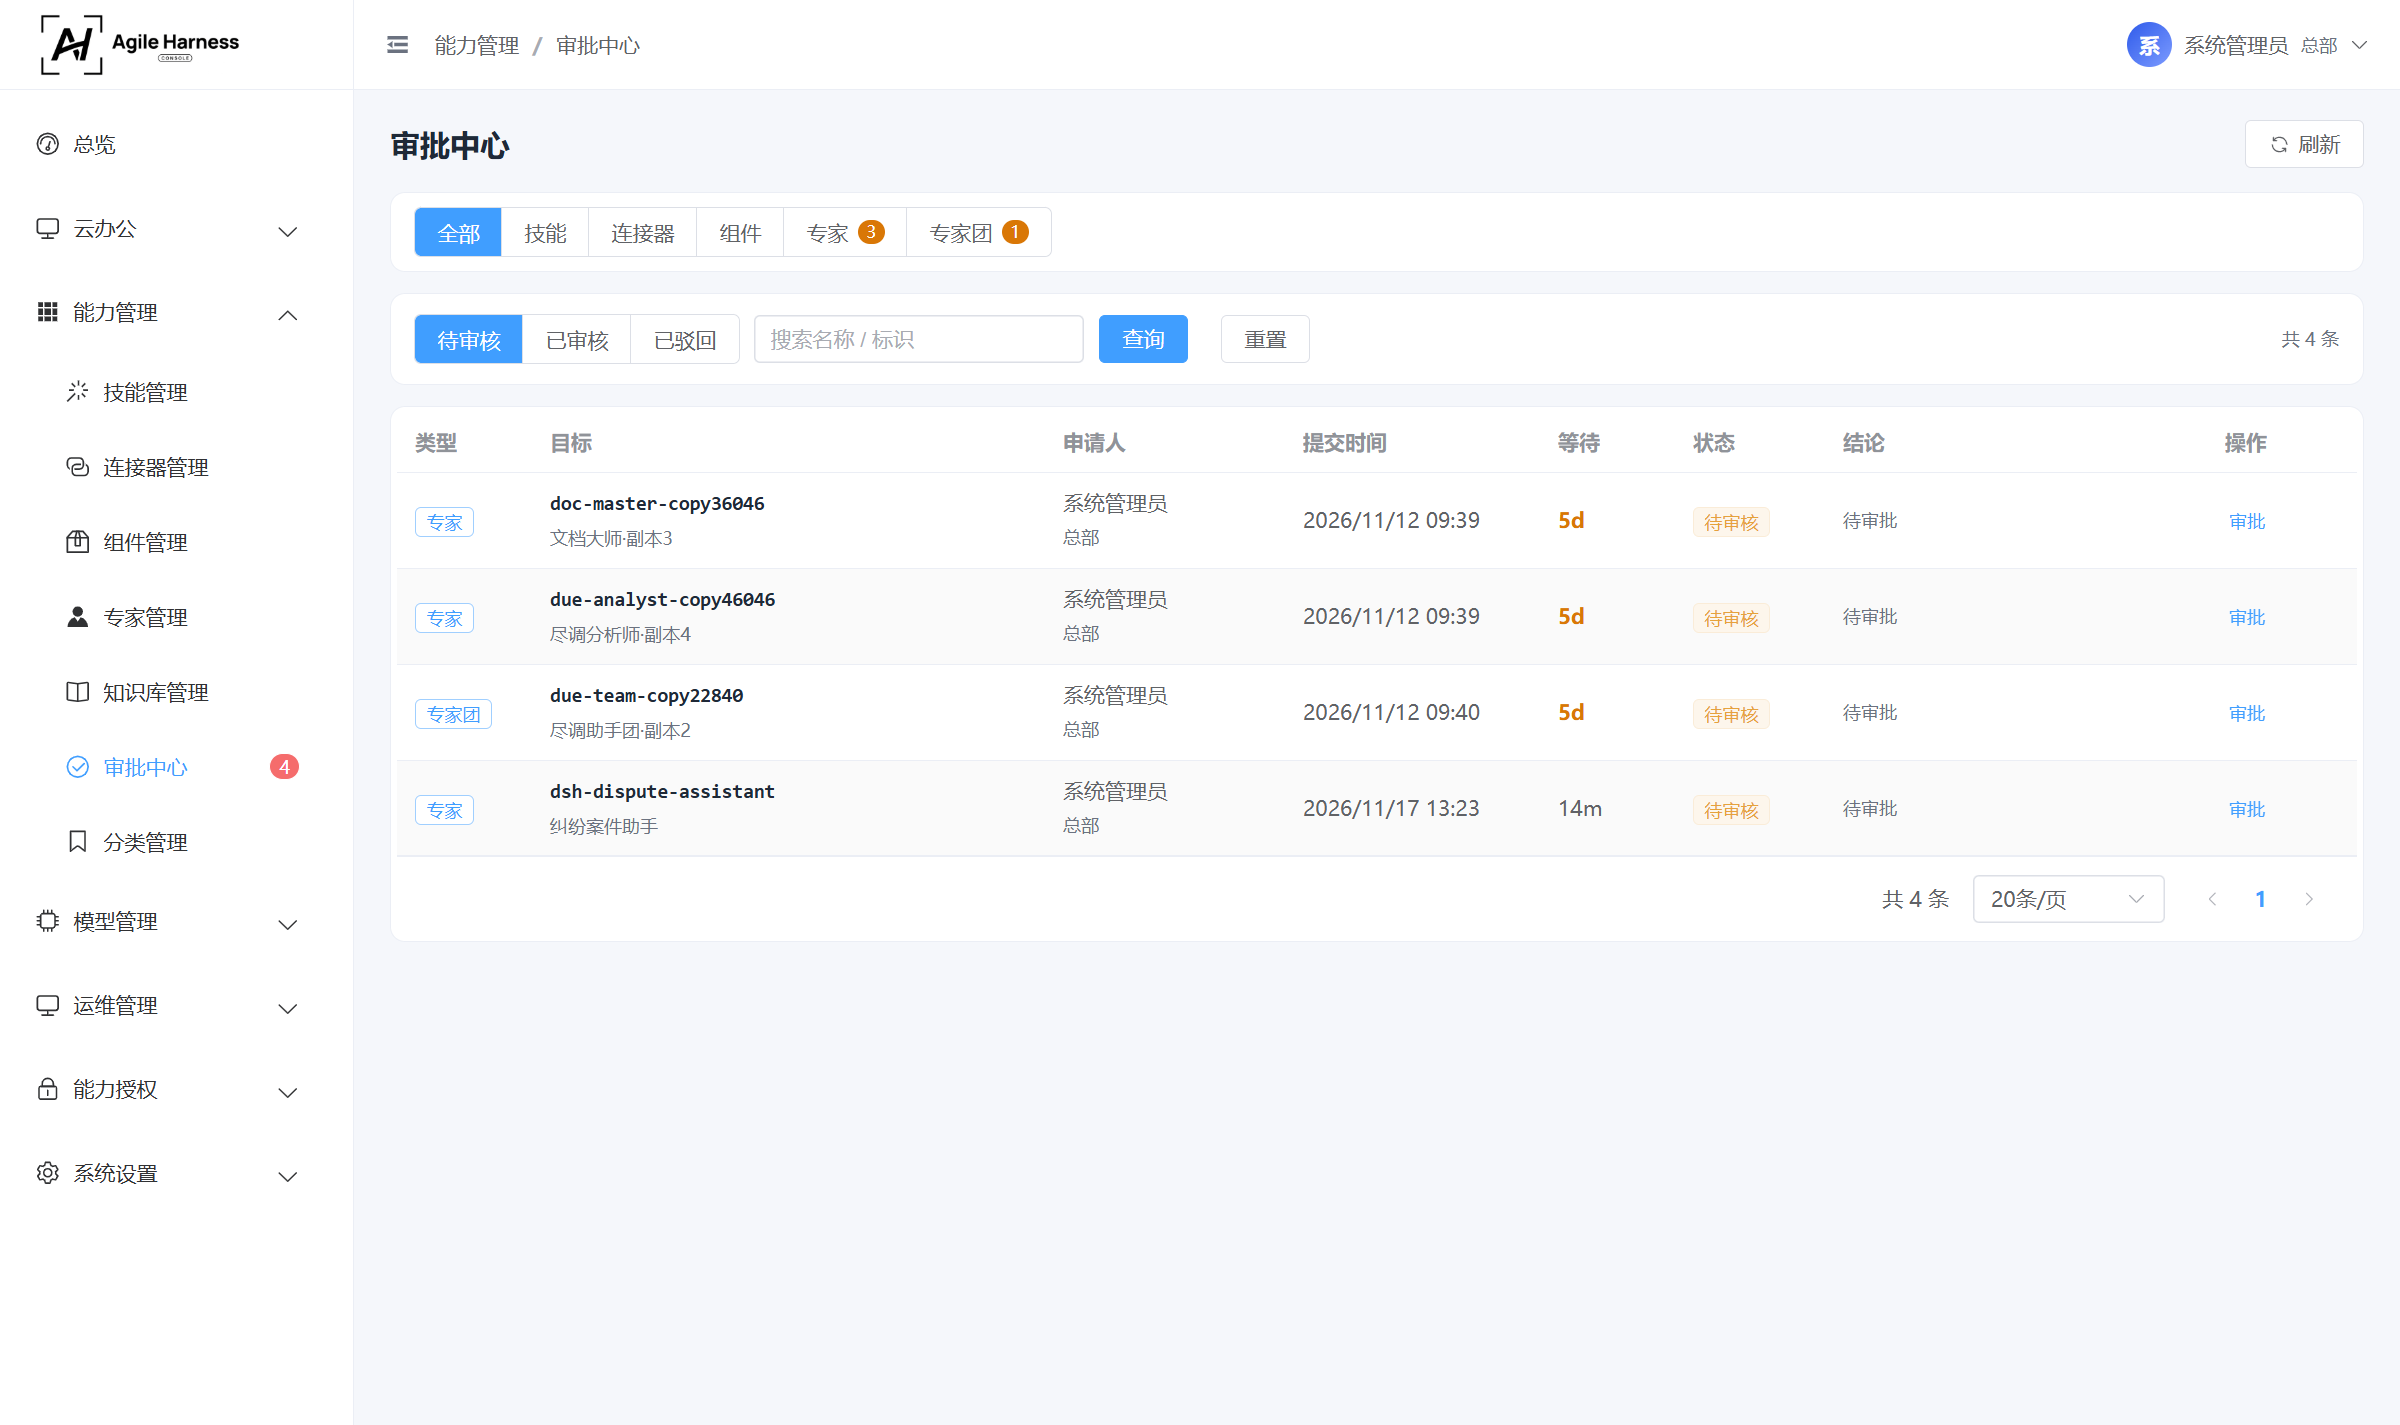 Agile Harness
CONSOLE
能力管理 / 审批中心
系 系统管理员 总部
总览
云办公
能力管理
技能管理
连接器管理
组件管理
专家管理
知识库管理
审批中心 4
分类管理
模型管理
运维管理
能力授权
系统设置
审批中心
刷新
全部 技能 连接器 组件 专家 3 专家团 1
待审核 已审核 已驳回 搜索名称 / 标识 查询 重置 共 4 条
类型 目标 申请人 提交时间 等待 状态 结论 操作
专家 doc-master-copy36046 系统管理员 2026/11/12 09:39 5d 待审核 待审批 审批
文档大师·副本3 总部
专家 due-analyst-copy46046 系统管理员 2026/11/12 09:39 5d 待审核 待审批 审批
尽调分析师·副本4 总部
专家团 due-team-copy22840 系统管理员 2026/11/12 09:40 5d 待审核 待审批 审批
尽调助手团·副本2 总部
专家 dsh-dispute-assistant 系统管理员 2026/11/17 13:23 14m 待审核 待审批 审批
纠纷案件助手 总部
共 4 条 20条/页 1